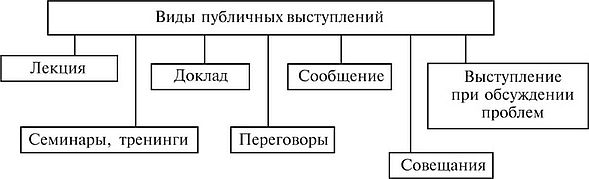 Виды публичных выступлений
Лекция
Доклад
Сообщение
Выступление
при обсуждении
проблем
Семинары, тренинги
Переговоры
Совещания